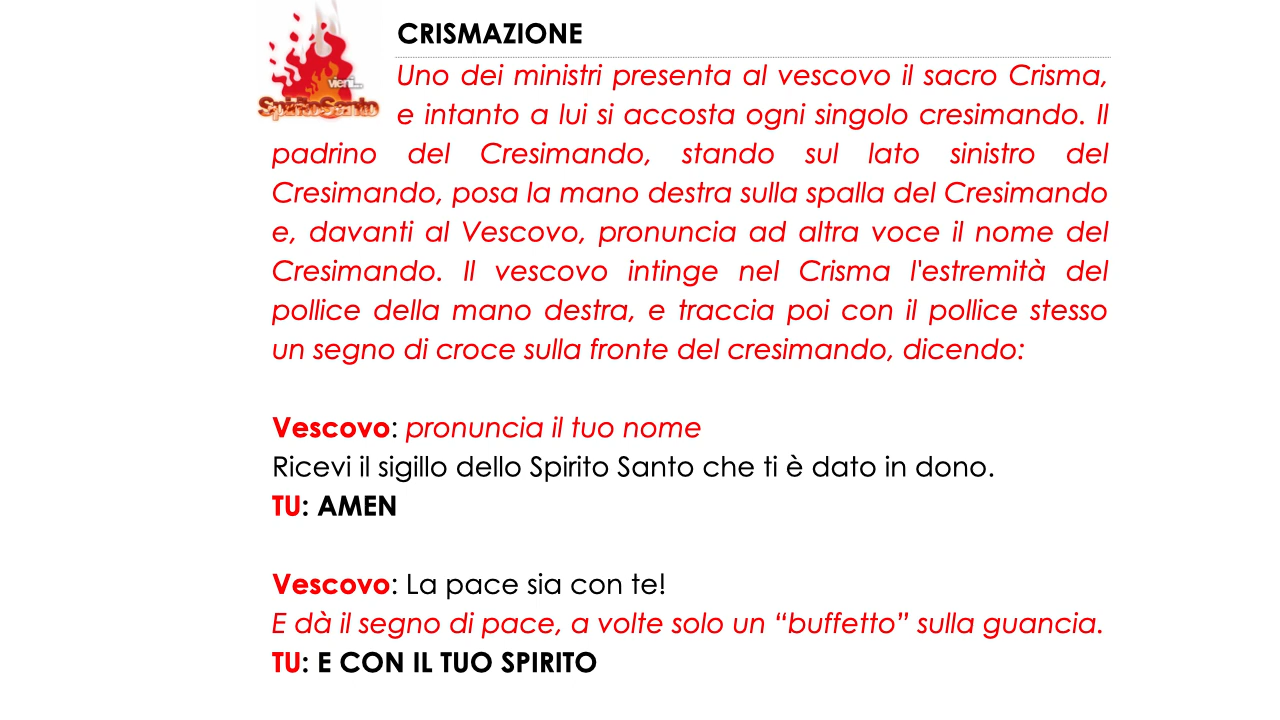 CRISMAZIONE
vieni...
Spirito Santo
Uno dei ministri presenta al vescovo il sacro Crisma,
e intanto a lui si accosta ogni singolo cresimando. Il
padrino del Cresimando, stando sul lato sinistro del
Cresimando, posa la mano destra sulla spalla del Cresimando
e, davanti al Vescovo, pronuncia ad altra voce il nome del
Cresimando. Il vescovo intinge nel Crisma l'estremità del
pollice della mano destra, e traccia poi con il pollice stesso
un segno di croce sulla fronte del cresimando, dicendo:
Vescovo: pronuncia il tuo nome
Ricevi il sigillo dello Spirito Santo che ti è dato in dono.
TU: AMEN
Vescovo: La pace sia con te!
E dà il segno di pace, a volte solo un “buffetto” sulla guancia.
TU: E CON IL TUO SPIRITO